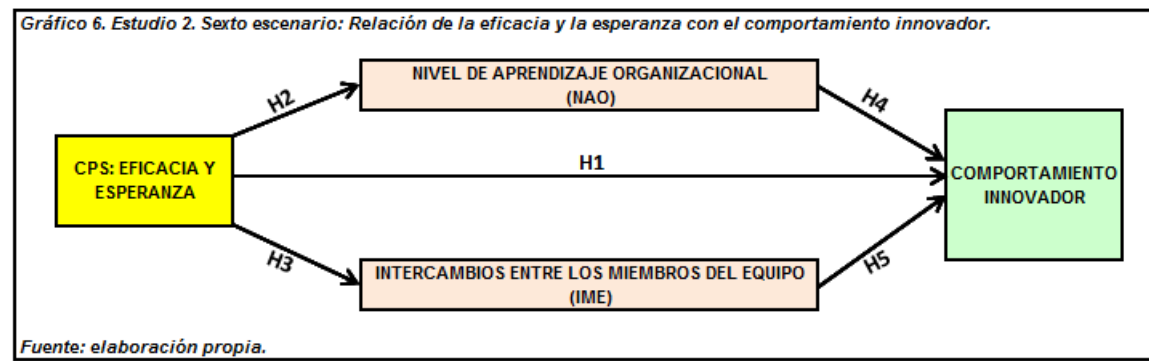 Gráfico 6. Estudio 2. Sexto escenario: Relación de la eficacia y la esperanza con el comportamiento innovador.
NIVEL DE APRENDIZAJE ORGANIZACIONAL
(NAO)
H2
H4
CPS: EFICACIA Y
ESPERANZA
H1
COMPORTAMIENTO
INNOVADOR
H3
H5
INTERCAMBIOS ENTRE LOS MIEMBROS DEL EQUIPO
(IME)
Fuente: elaboración propia.